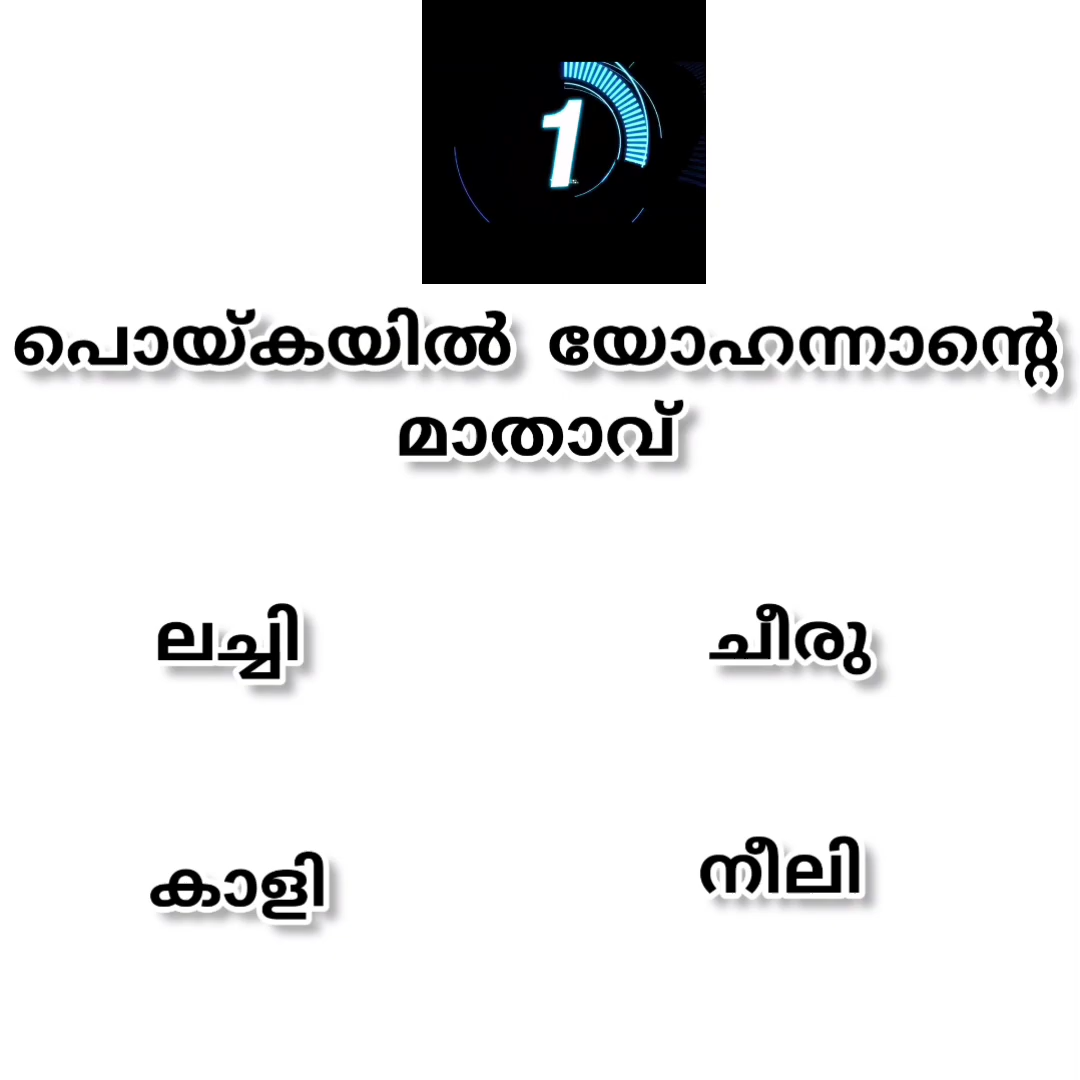 1
പൊയ്കയിൽ യോഹന്നാന്റെ
മാതാവ്
ലച്ചി
ചീരു
കാളി
നീലി